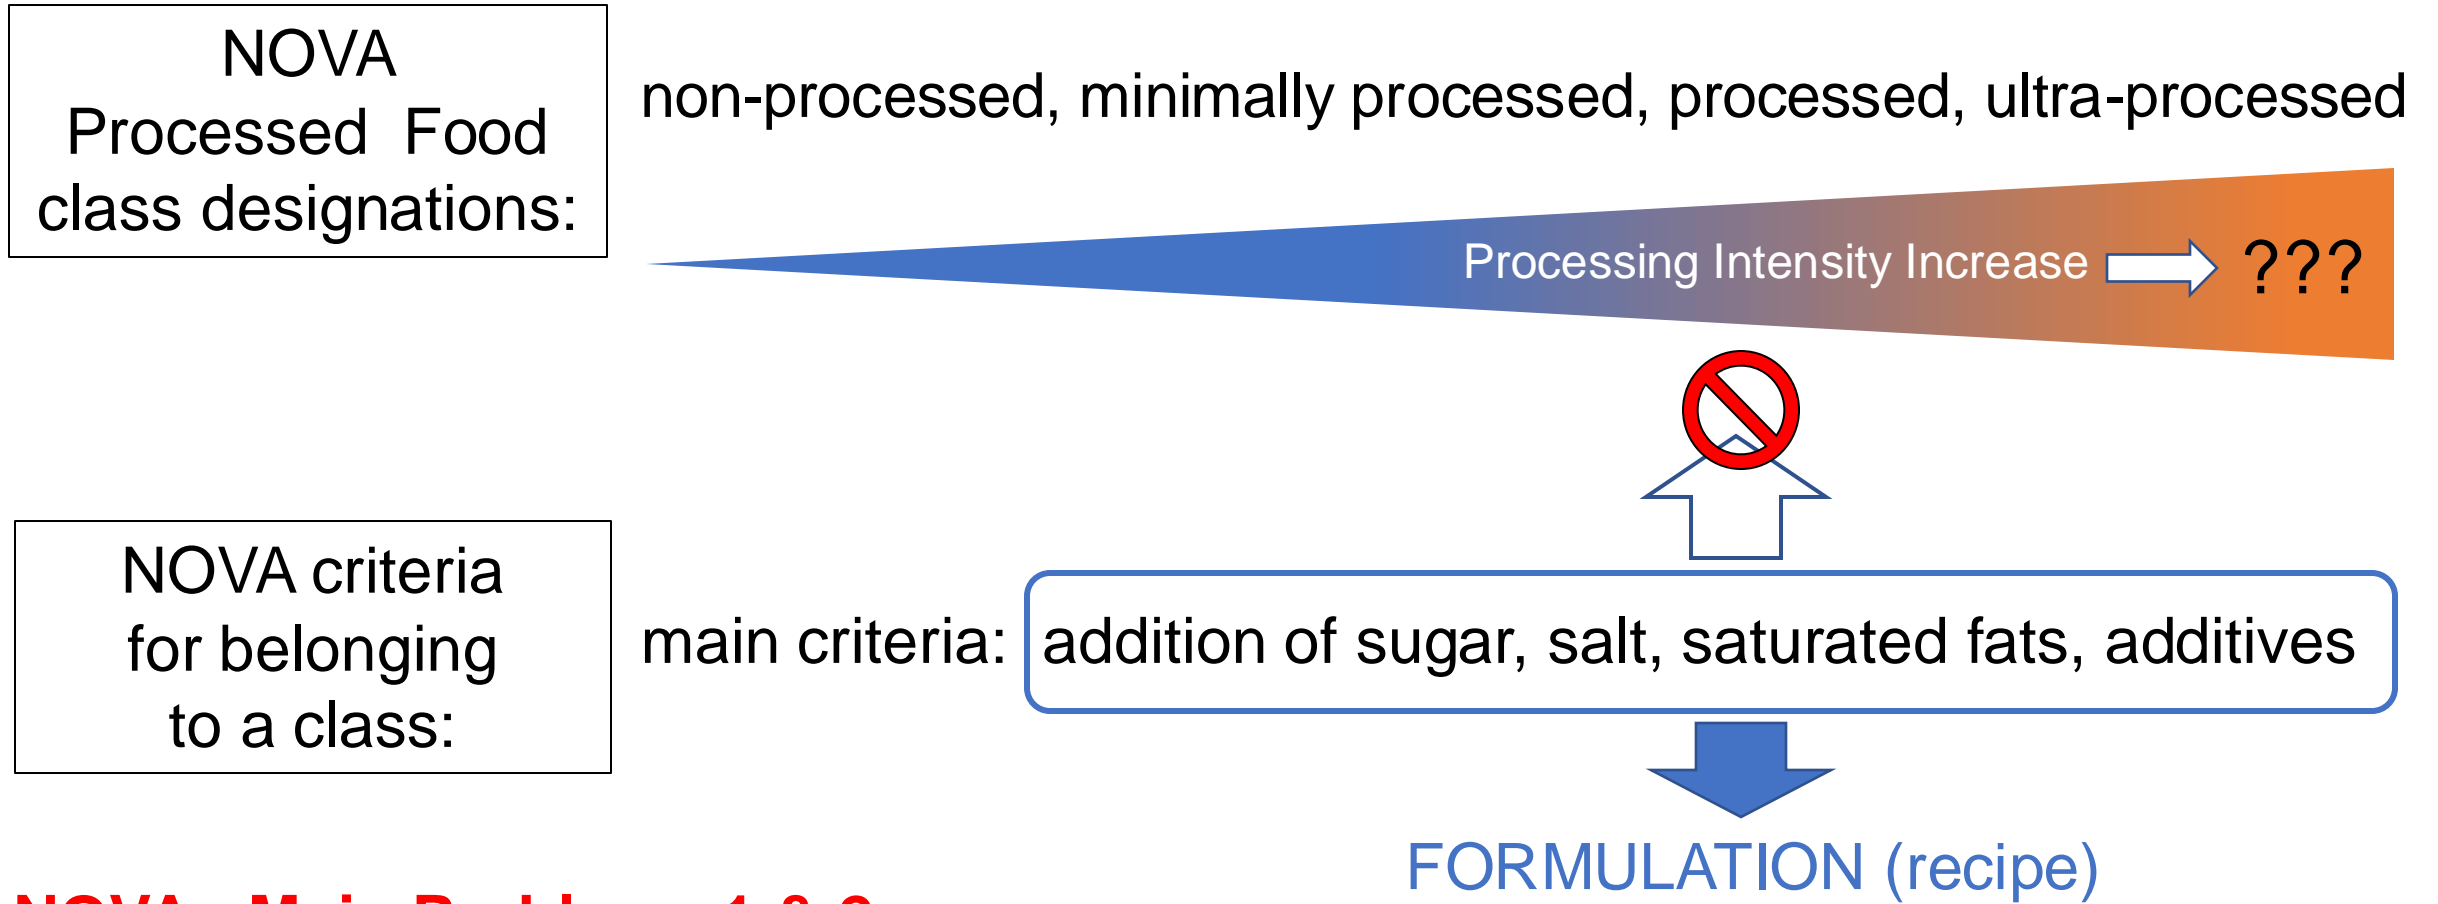 NOVA
Processed Food
class designations:
non-processed, minimally processed, processed, ultra-processed
Processing Intensity Increase ???
NOVA criteria
for belonging
to a class:
main criteria: addition of sugar, salt, saturated fats, additives
FORMULATION (recipe)